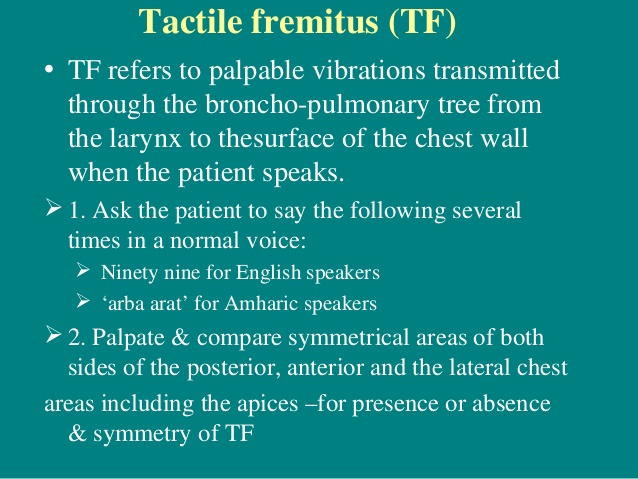 Tactile fremitus (TF)
• TF refers to palpable vibrations transmitted
through the broncho-pulmonary tree from
the larynx to thesurface of the chest wall
when the patient speaks.
➢ 1. Ask the patient to say the following several
times in a normal voice:
➢ Ninety nine for English speakers
➢ ‘arba arat’ for Amharic speakers
➢ 2. Palpate & compare symmetrical areas of both
sides of the posterior, anterior and the lateral chest
areas including the apices –for presence or absence
& symmetry of TF